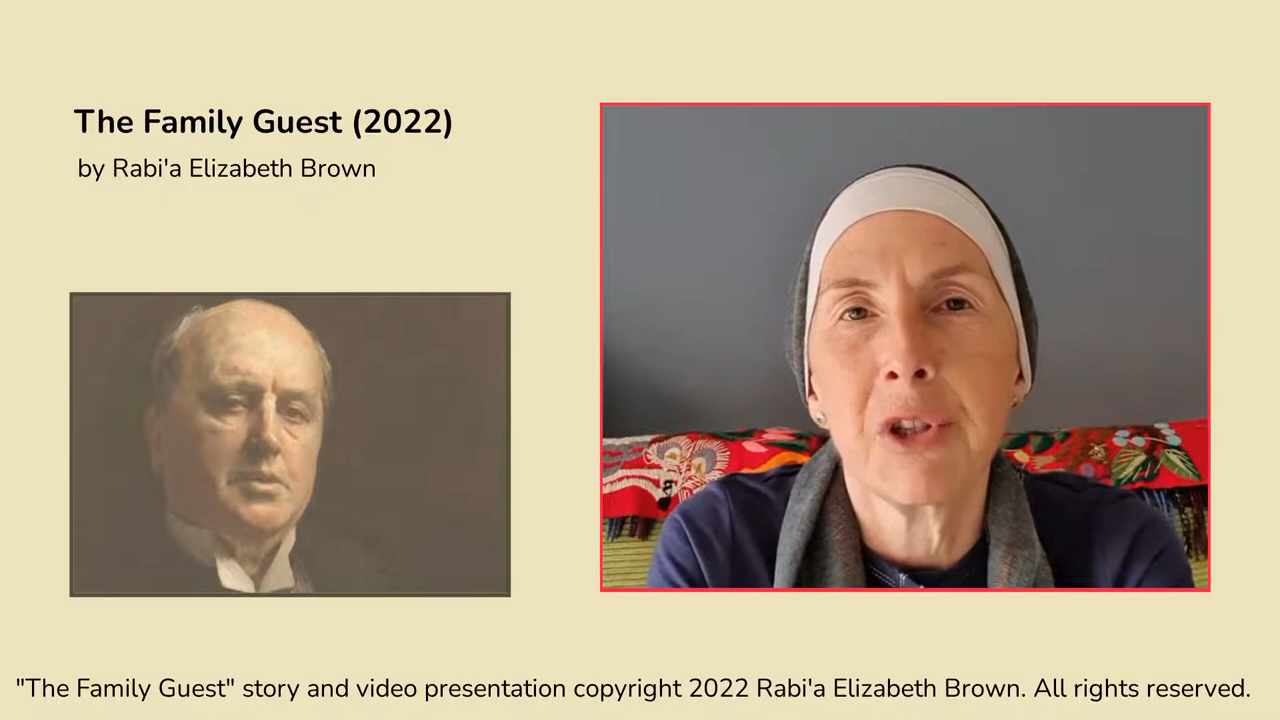 The Family Guest (2022)
by Rabi'a Elizabeth Brown
"The Family Guest" story and video presentation copyright 2022 Rabi'a Elizabeth Brown. All rights reserved.